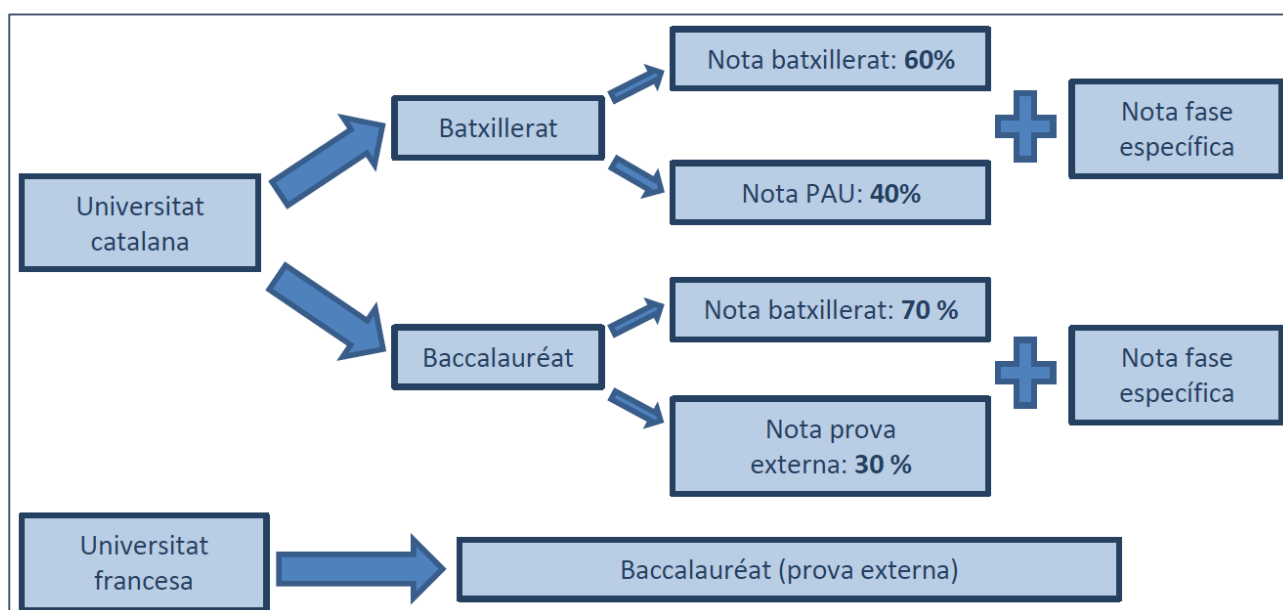 Universitat
catalana
Batxillerat
Nota batxillerat: 60%
Nota PAU: 40%
Nota fase
específica
Baccalauréat
Nota batxillerat: 70 %
Nota prova
externa: 30 %
Nota fase
específica
Universitat
francesa
Baccalauréat (prova externa)